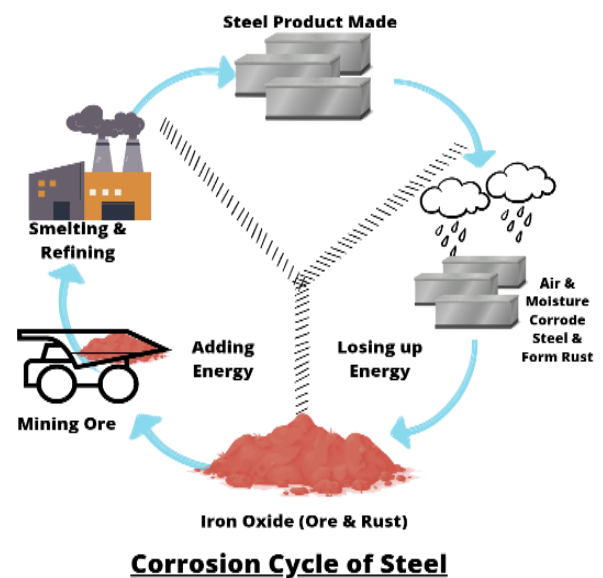 Steel Product Made
Smelting &
Refining
Air &
Moisture
Corrode
Steel &
Form Rust
Adding
Energy
Losing up
Energy
Mining Ore
Iron Oxide (Ore & Rust)
Corrosion Cycle of Steel